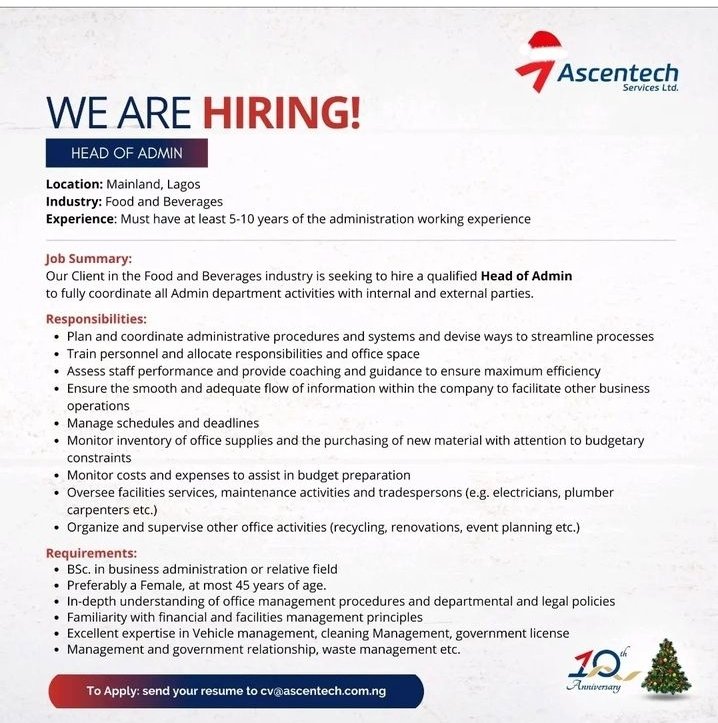 Ascentech
Services Ltd.
WE ARE HIRING!
HEAD OF ADMIN
Location: Mainland, Lagos
Industry: Food and Beverages
Experience: Must have at least 5-10 years of the administration working experience
Job Summary:
Our Client in the Food and Beverages industry is seeking to hire a qualified Head of Admin
to fully coordinate all Admin department activities with internal and external parties.
Responsibilities:
• Plan and coordinate administrative procedures and systems and devise ways to streamline processes
• Train personnel and allocate responsibilities and office space
• Assess staff performance and provide coaching and guidance to ensure maximum efficiency
• Ensure the smooth and adequate flow of information within the company to facilitate other business
operations
• Manage schedules and deadlines
• Monitor inventory of office supplies and the purchasing of new material with attention to budgetary
constraints
• Monitor costs and expenses to assist in budget preparation
• Oversee facilities services, maintenance activities and tradespersons (e.g. electricians, plumber
carpenters etc.)
• Organize and supervise other office activities (recycling, renovations, event planning etc.)
Requirements:
• BSc. in business administration or relative field
• Preferably a Female, at most 45 years of age.
• In-depth understanding of office management procedures and departmental and legal policies
• Familiarity with financial and facilities management principles
• Excellent expertise in Vehicle management, cleaning Management, government license
• Management and government relationship, waste management etc.
10th
Anniversary
To Apply: send your resume to cv@ascentech.com.ng